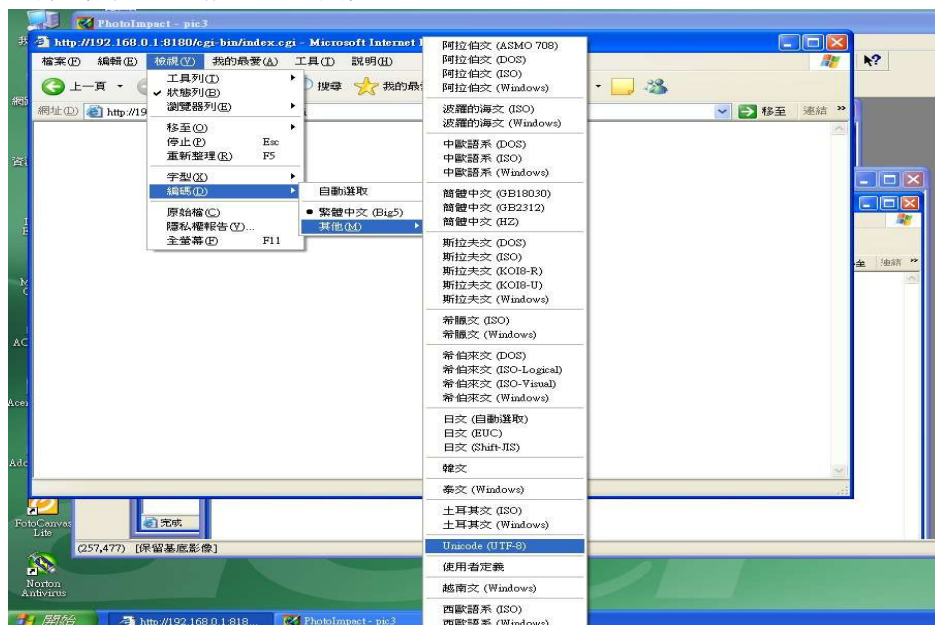 PhotoImpact - pic3
http://192.168.0.1:8180/cgi-bin/index.cgi - Microsoft Internet
檔案(F) 編輯(E) 檢視(V) 我的最愛(A) 工具(T) 說明(H)
上一頁 搜尋 我的最
網址(D) http://19 移至 連結 »
工具列(T)
狀態列(B)
瀏覽器列(E)
移至(O)
停止(P) Esc
重新整理(R) F5
字型(X)
編碼(D)
原始檔(C)
隱私權報告(V)...
全螢幕(F) F11
自動選取
繁體中文 (Big5)
其他(M)
阿拉伯文 (ASMO 708)
阿拉伯文 (DOS)
阿拉伯文 (ISO)
阿拉伯文 (Windows)
波羅的海文 (ISO)
波羅的海文 (Windows)
中歐語系 (DOS)
中歐語系 (ISO)
中歐語系 (Windows)
簡體中文 (GB18030)
簡體中文 (GB2312)
簡體中文 (HZ)
斯拉夫文 (DOS)
斯拉夫文 (ISO)
斯拉夫文 (KOI8-R)
斯拉夫文 (KOI8-U)
斯拉夫文 (Windows)
希臘文 (ISO)
希臘文 (Windows)
希伯來文 (DOS)
希伯來文 (ISO-Logical)
希伯來文 (ISO-Visual)
希伯來文 (Windows)
日文 (自動選取)
日文 (EUC)
日文 (Shift-JIS)
韓文
泰文 (Windows)
土耳其文 (ISO)
土耳其文 (Windows)
Unicode (UTF-8)
使用者定義
越南文 (Windows)
西歐語系 (ISO)
西歐語系 (Windows)
連結 »
完成
(257,477) [保留基底影像]
FotoCanvas
Lite
Norton
Antivirus
開始 http://192.168.0.1:818... PhotoImpact - pic3